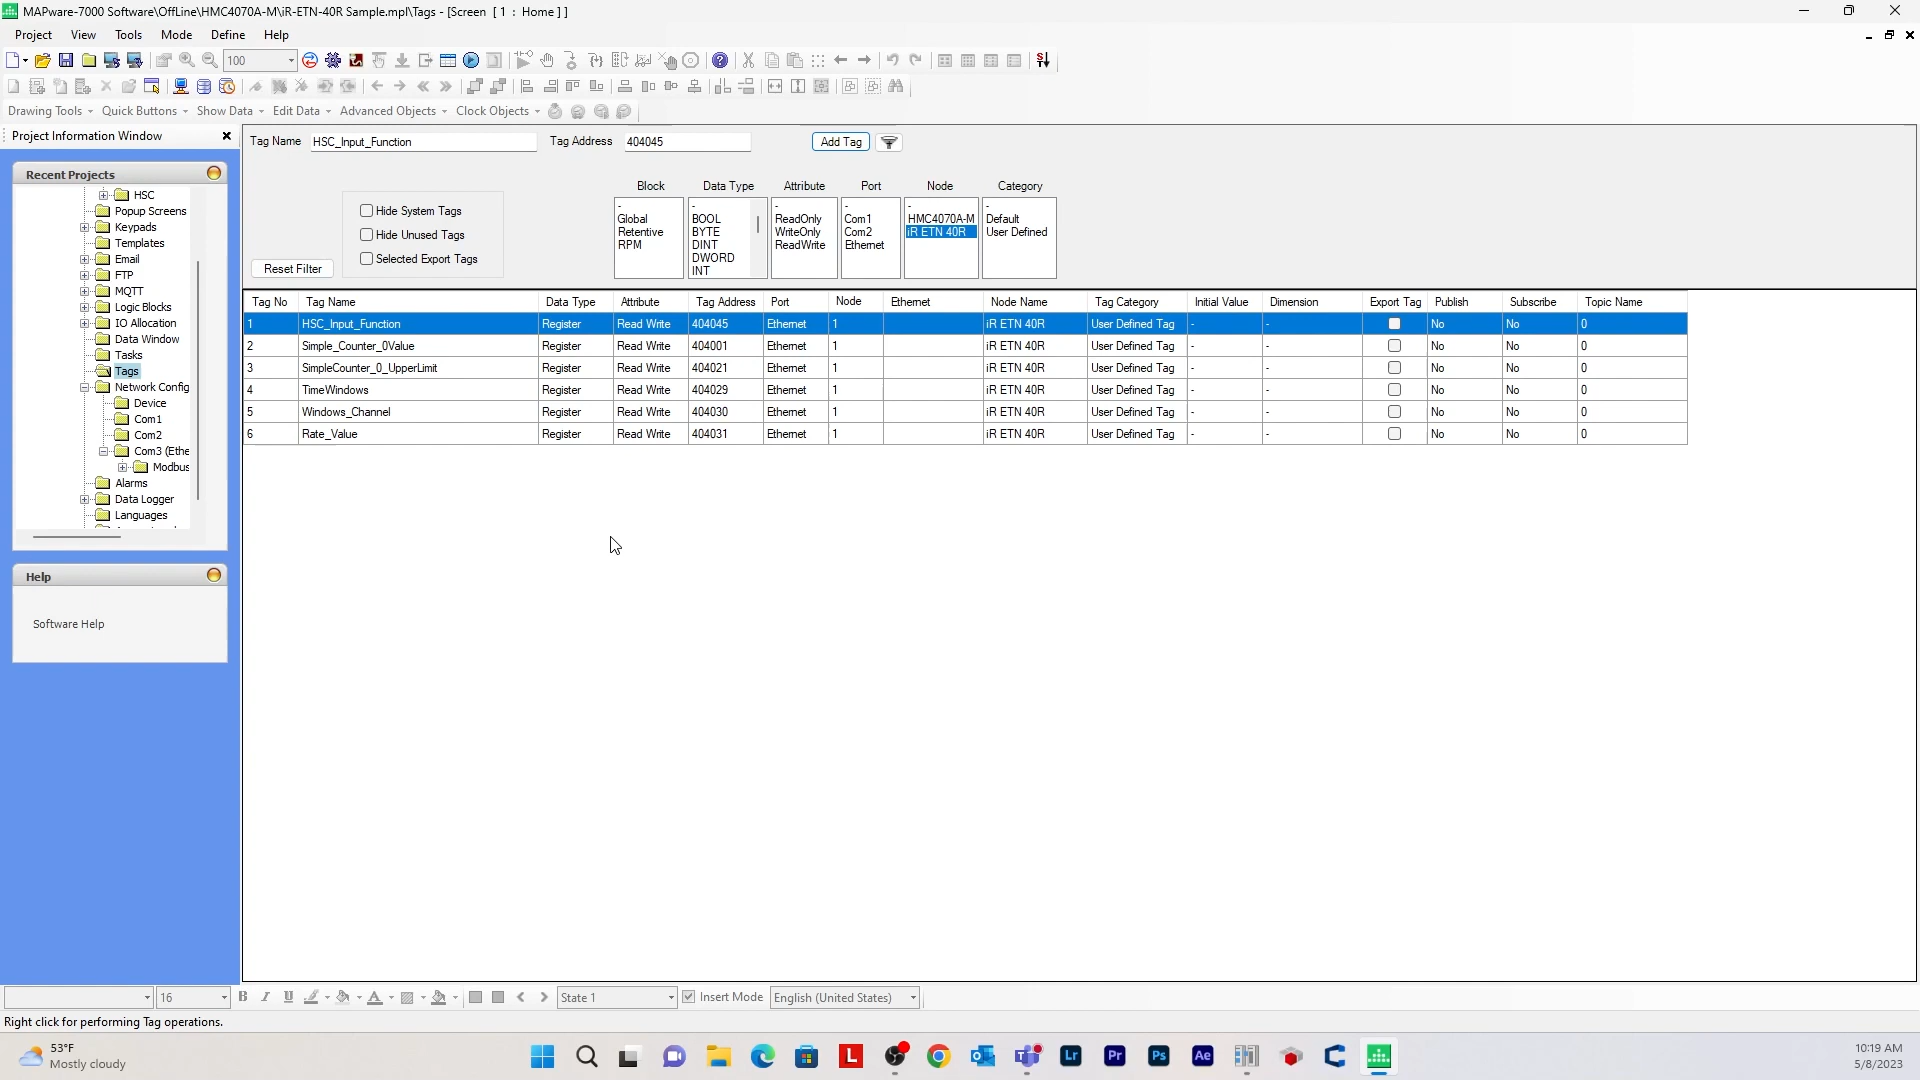 MAPware-7000 Software\OffLine\HMC4070A-M\iR-ETN-40R Sample.mpl\Tags - [Screen [ 1 : Home ] ]
Project View Tools Mode Define Help
100
Drawing Tools Quick Buttons Show Data Edit Data Advanced Objects Clock Objects
Project Information Window
Recent Projects
HSC
Popup Screens
Keypads
Templates
Email
FTP
MQTT
Logic Blocks
IO Allocation
Data Window
Tasks
Tags
Network Config
Device
Com1
Com2
Com3 (Ethe
Modbus
Alarms
Data Logger
Languages
Help
Software Help
Tag Name HSC_Input_Function Tag Address 404045 Add Tag
Hide System Tags
Hide Unused Tags
Selected Export Tags
Reset Filter
Block Data Type Attribute Port Node Category
- - - - - -
Global BOOL ReadOnly Com1 HMC4070A-M Default
Retentive BYTE WriteOnly Com2 iR ETN 40R User Defined
RPM DINT ReadWrite Ethernet
DWORD
INT
Tag No Tag Name Data Type Attribute Tag Address Port Node Ethernet Node Name Tag Category Initial Value Dimension Export Tag Publish Subscribe Topic Name
1 HSC_Input_Function Register Read Write 404045 Ethernet 1 iR ETN 40R User Defined Tag - - No No 0
2 Simple_Counter_0Value Register Read Write 404001 Ethernet 1 iR ETN 40R User Defined Tag - - No No 0
3 SimpleCounter_0_UpperLimit Register Read Write 404021 Ethernet 1 iR ETN 40R User Defined Tag - - No No 0
4 TimeWindows Register Read Write 404029 Ethernet 1 iR ETN 40R User Defined Tag - - No No 0
5 Windows_Channel Register Read Write 404030 Ethernet 1 iR ETN 40R User Defined Tag - - No No 0
6 Rate_Value Register Read Write 404031 Ethernet 1 iR ETN 40R User Defined Tag - - No No 0
16 B I U A State 1 Insert Mode English (United States)
Right click for performing Tag operations.
53°F
Mostly cloudy
L Lr Pr Ps Ae
10:19 AM
5/8/2023